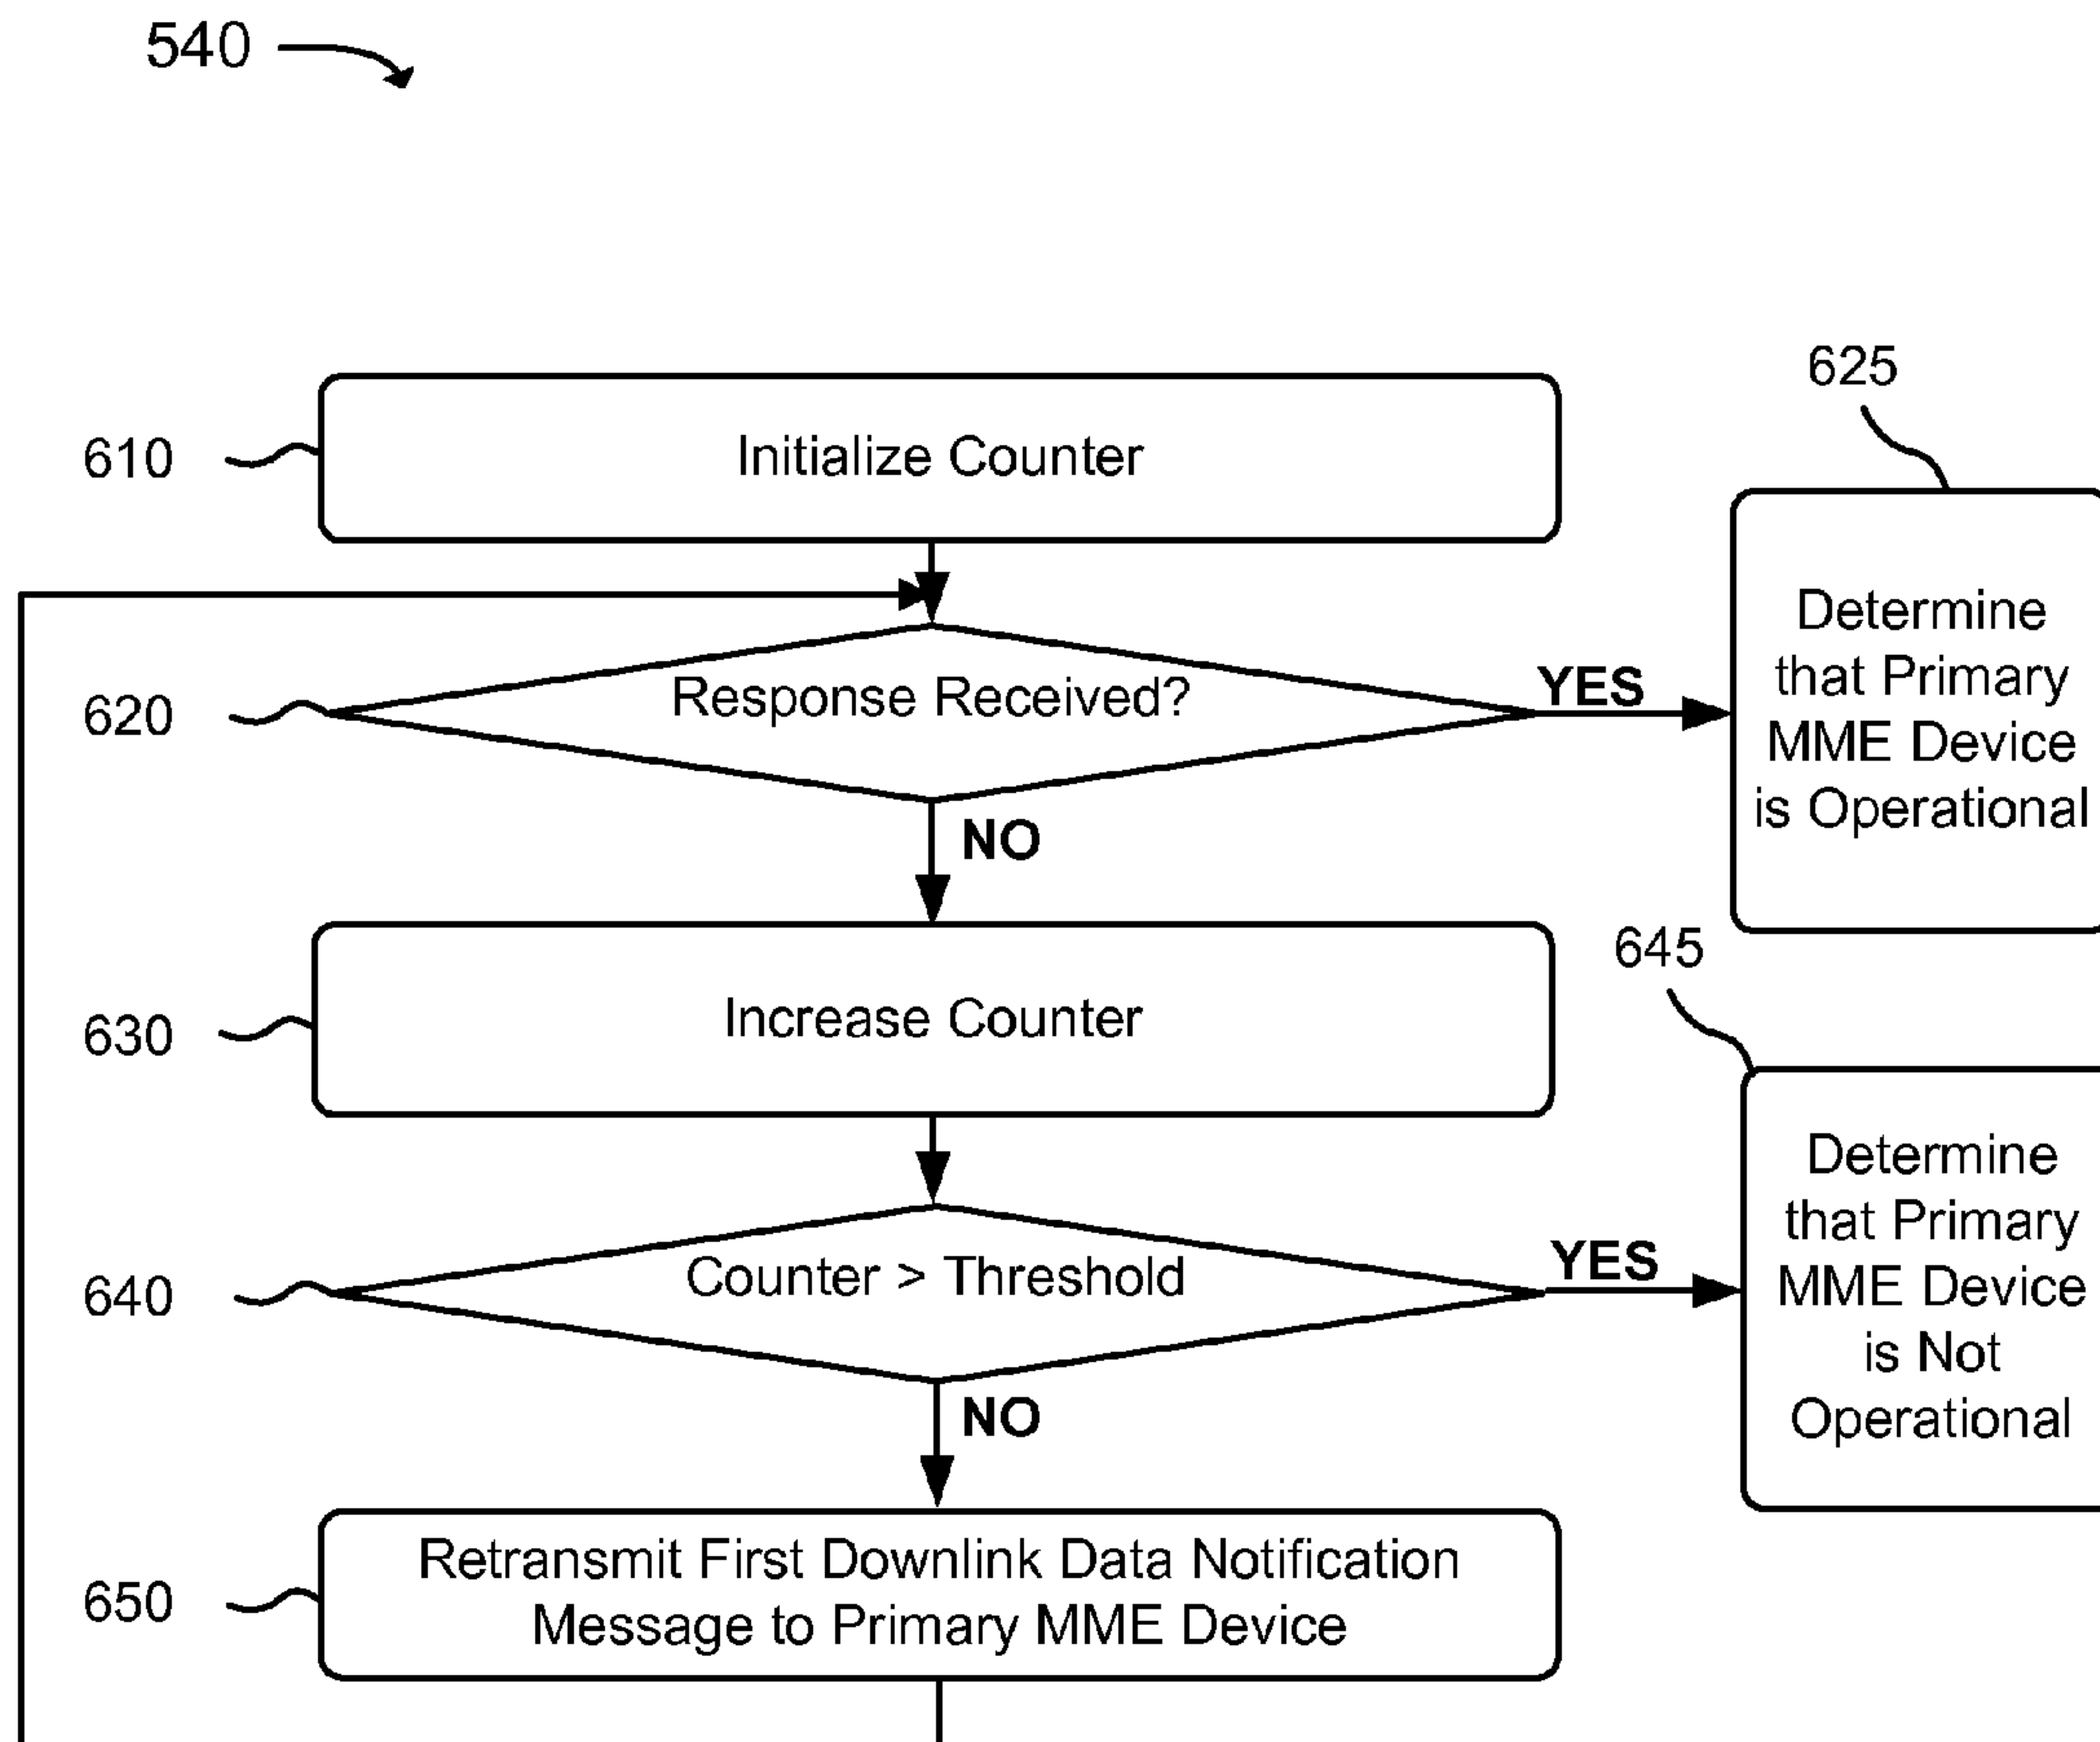 540
610
Initialize Counter
625
620
Response Received?
YES
Determine
that Primary
MME Device
is Operational
NO
630
Increase Counter
645
640
Counter > Threshold
YES
Determine
that Primary
MME Device
is Not
Operational
NO
650
Retransmit First Downlink Data Notification
Message to Primary MME Device